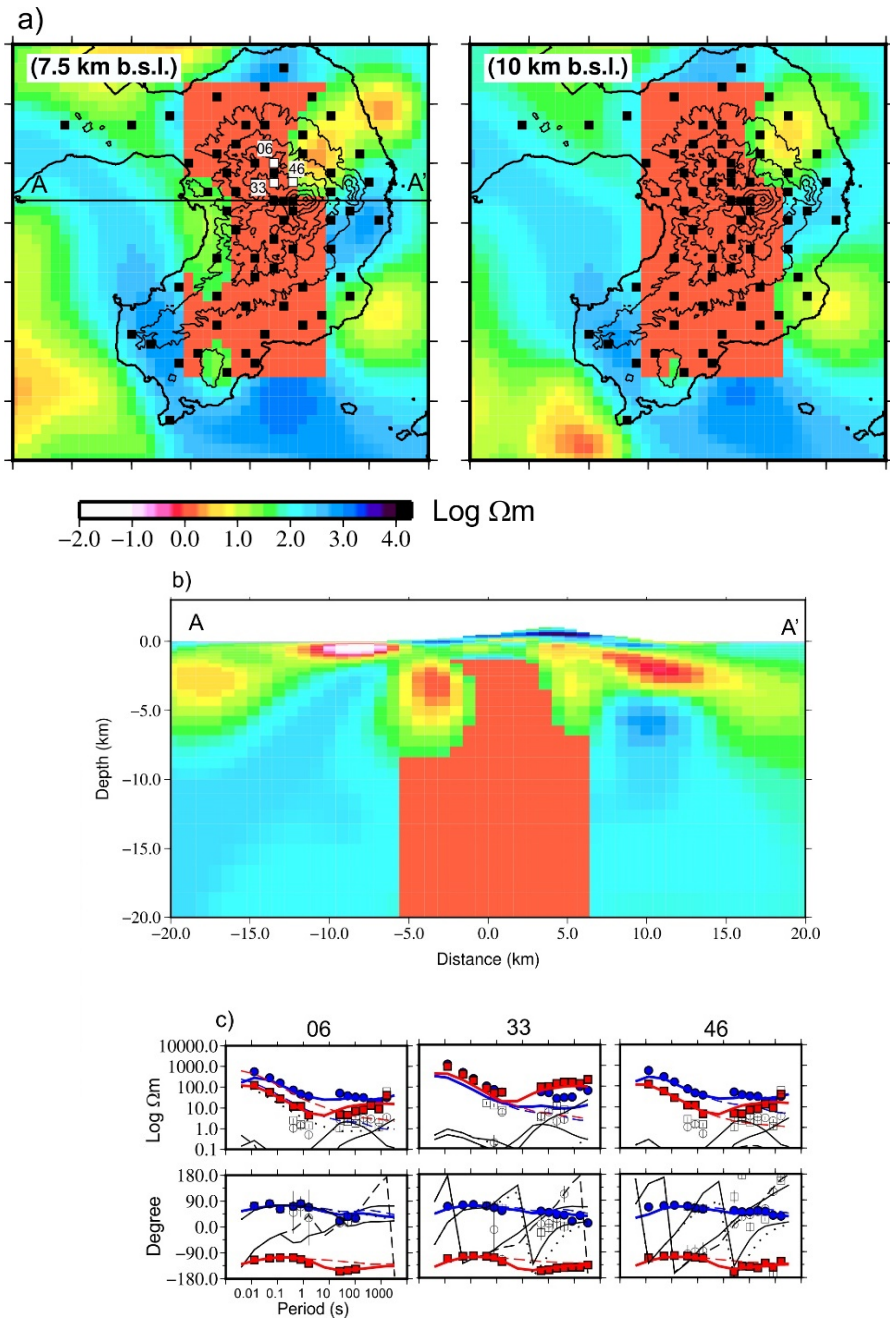 a)
(7.5 km b.s.l.) (10 km b.s.l.)
06
46
33
A A'
−2.0 −1.0 0.0 1.0 2.0 3.0 4.0 Log Ωm
b)
A A'
0.0
−5.0
−10.0
−15.0
−20.0
Depth (km)
−20.0 −15.0 −10.0 −5.0 0.0 5.0 10.0 15.0 20.0
Distance (km)
c)
06 33 46
10000.0
1000.0
100.0
10.0
1.0
0.1
Log Ωm
180.0
90.0
0.0
−90.0
−180.0
Degree
0.01 0.1 1 10 100 1000
Period (s)